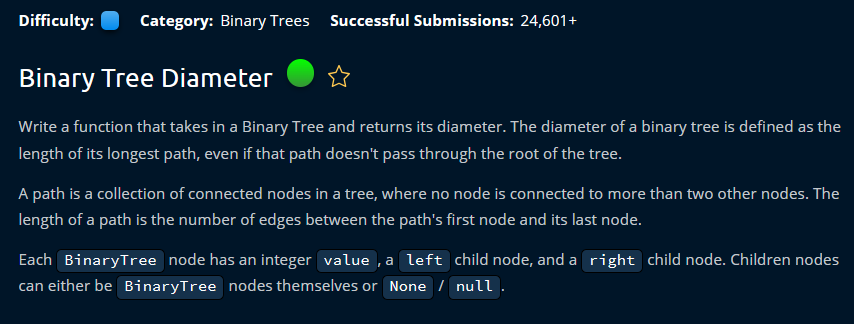 Difficulty: Category: Binary Trees Successful Submissions: 24,601+
Binary Tree Diameter
Write a function that takes in a Binary Tree and returns its diameter. The diameter of a binary tree is defined as the
length of its longest path, even if that path doesn't pass through the root of the tree.
A path is a collection of connected nodes in a tree, where no node is connected to more than two other nodes. The
length of a path is the number of edges between the path's first node and its last node.
Each BinaryTree node has an integer value, a left child node, and a right child node. Children nodes
can either be BinaryTree nodes themselves or None / null.